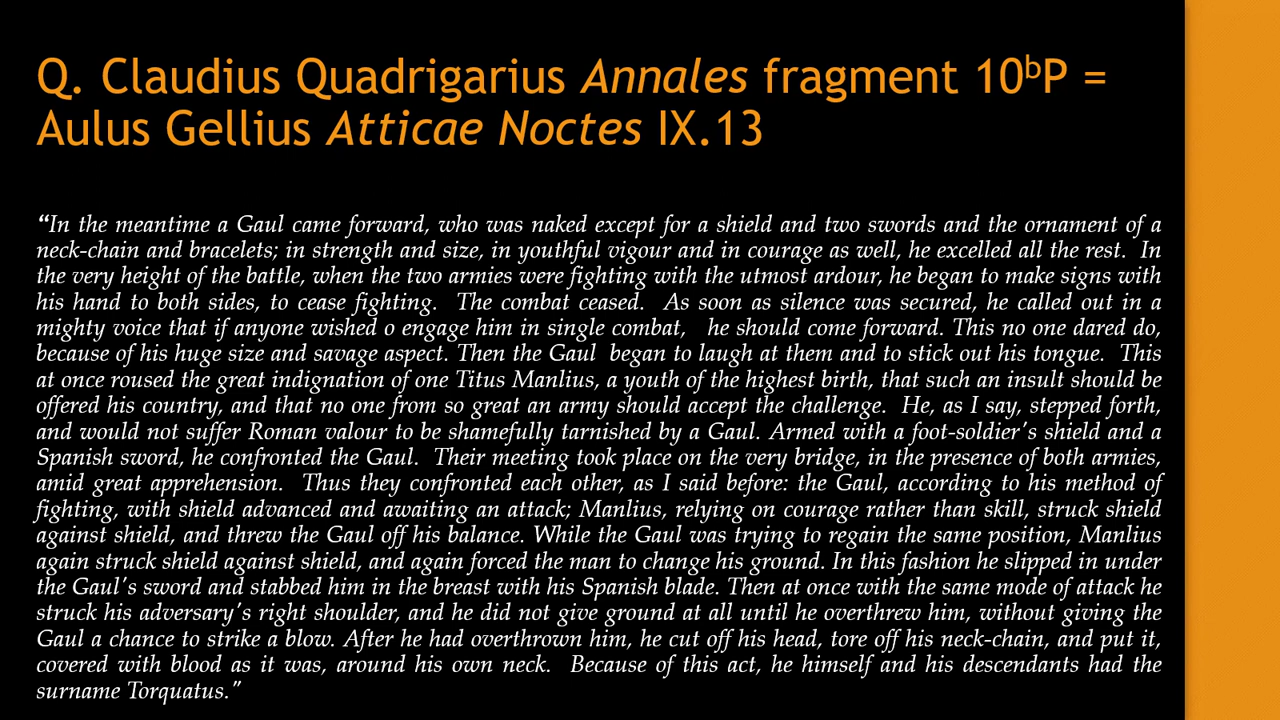 Q. Claudius Quadrigarius Annales fragment 10ᵇP =
Aulus Gellius Atticae Noctes IX.13
“In the meantime a Gaul came forward, who was naked except for a shield and two swords and the ornament of a
neck-chain and bracelets; in strength and size, in youthful vigour and in courage as well, he excelled all the rest. In
the very height of the battle, when the two armies were fighting with the utmost ardour, he began to make signs with
his hand to both sides, to cease fighting. The combat ceased. As soon as silence was secured, he called out in a
mighty voice that if anyone wished o engage him in single combat, he should come forward. This no one dared do,
because of his huge size and savage aspect. Then the Gaul began to laugh at them and to stick out his tongue. This
at once roused the great indignation of one Titus Manlius, a youth of the highest birth, that such an insult should be
offered his country, and that no one from so great an army should accept the challenge. He, as I say, stepped forth,
and would not suffer Roman valour to be shamefully tarnished by a Gaul. Armed with a foot-soldier's shield and a
Spanish sword, he confronted the Gaul. Their meeting took place on the very bridge, in the presence of both armies,
amid great apprehension. Thus they confronted each other, as I said before: the Gaul, according to his method of
fighting, with shield advanced and awaiting an attack; Manlius, relying on courage rather than skill, struck shield
against shield, and threw the Gaul off his balance. While the Gaul was trying to regain the same position, Manlius
again struck shield against shield, and again forced the man to change his ground. In this fashion he slipped in under
the Gaul's sword and stabbed him in the breast with his Spanish blade. Then at once with the same mode of attack he
struck his adversary's right shoulder, and he did not give ground at all until he overthrew him, without giving the
Gaul a chance to strike a blow. After he had overthrown him, he cut off his head, tore off his neck-chain, and put it,
covered with blood as it was, around his own neck. Because of this act, he himself and his descendants had the
surname Torquatus.”